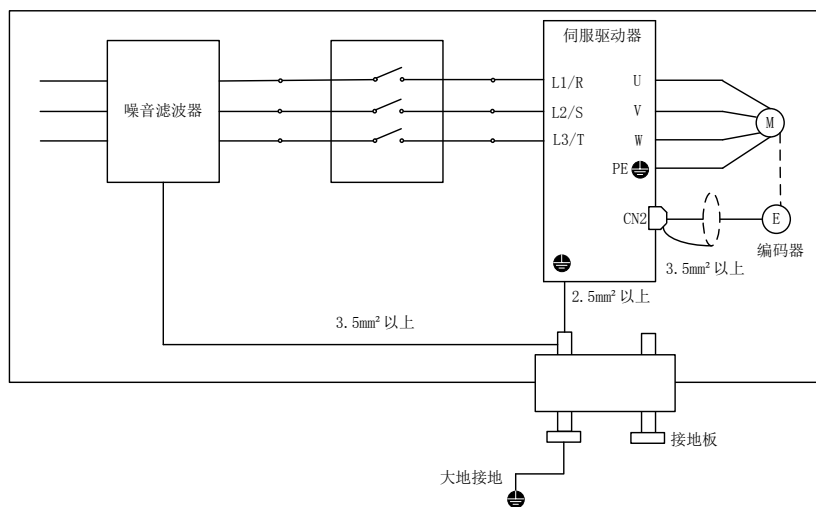 伺服驱动器
噪音滤波器
L1/R
U
L2/S
V
M
L3/T
W
PE
CN2
E
编码器
3.5mm² 以上
2.5mm² 以上
3.5mm² 以上
接地板
大地接地